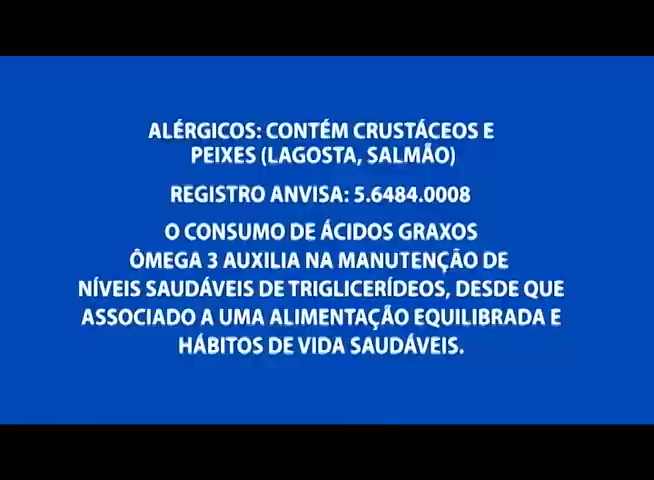 ALÉRGICOS: CONTÉM CRUSTÁCEOS E
PEIXES (LAGOSTA, SALMÃO)
REGISTRO ANVISA: 5.6484.0008
O CONSUMO DE ÁCIDOS GRAXOS
ÔMEGA 3 AUXILIA NA MANUTENÇÃO DE
NÍVEIS SAUDÁVEIS DE TRIGLICERÍDEOS, DESDE QUE
ASSOCIADO A UMA ALIMENTAÇÃO EQUILIBRADA E
HÁBITOS DE VIDA SAUDÁVEIS.